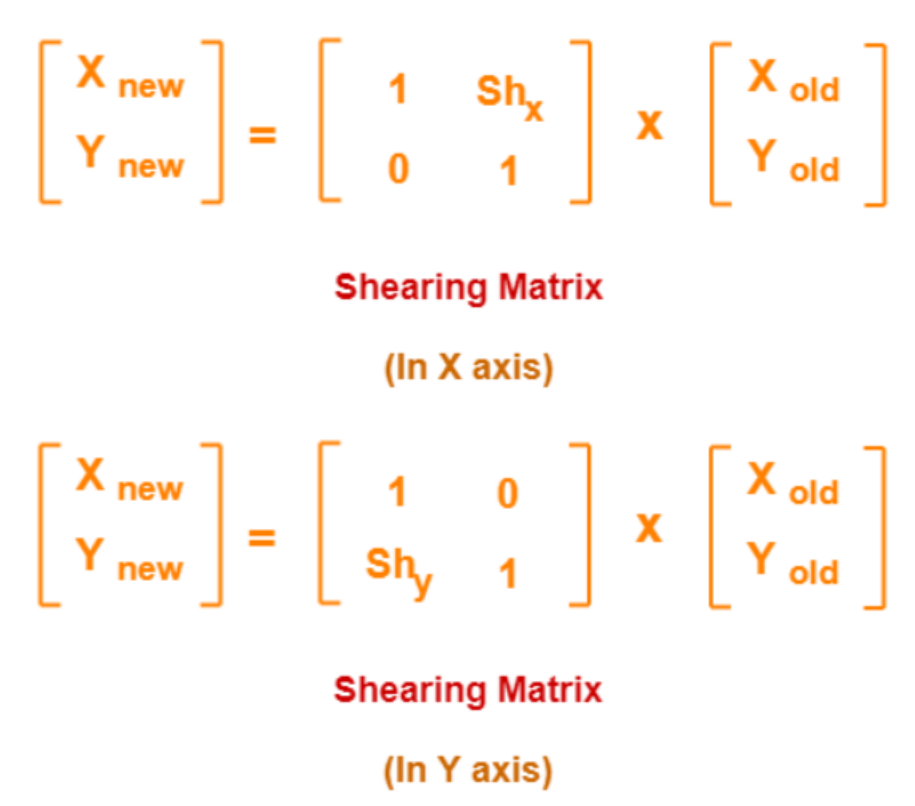 [ X new ] = [ 1 Shx ] x [ X old ]
[ Y new ] [ 0 1 ] [ Y old ]
Shearing Matrix
(In X axis)
[ X new ] = [ 1 0 ] x [ X old ]
[ Y new ] [ Shy 1 ] [ Y old ]
Shearing Matrix
(In Y axis)